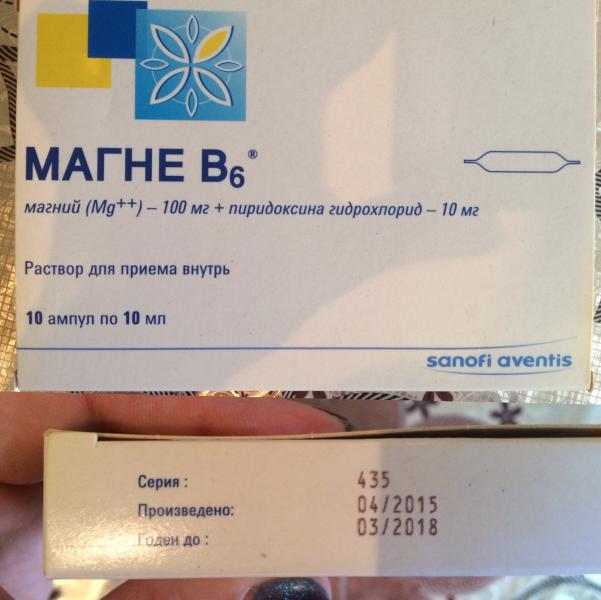 МАГНЕ В6®
магний (Mg++) – 100 мг + пиридоксина гидрохлорид – 10 мг
Раствор для приема внутрь
10 ампул по 10 мл
sanofi aventis
Серия : 435
Произведено: 04/2015
Годен до : 03/2018